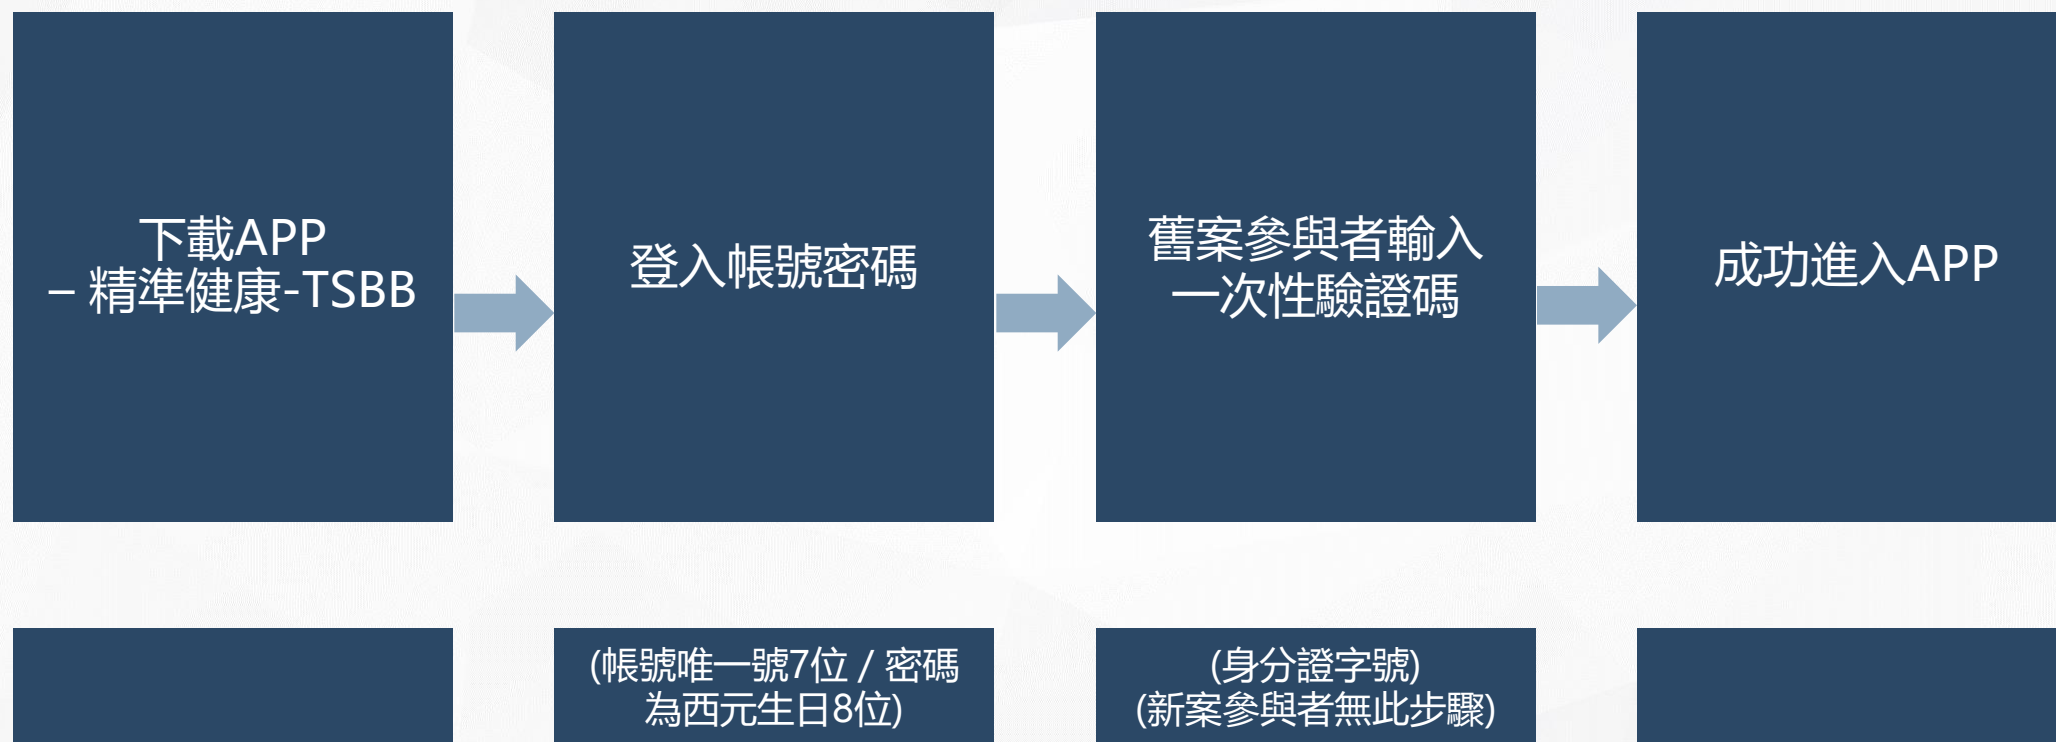 下載APP
– 精準健康-TSBB
登入帳號密碼
舊案參與者輸入
一次性驗證碼
成功進入APP
(帳號唯一號7位 / 密碼
為西元生日8位)
(身分證字號)
(新案參與者無此步驟)